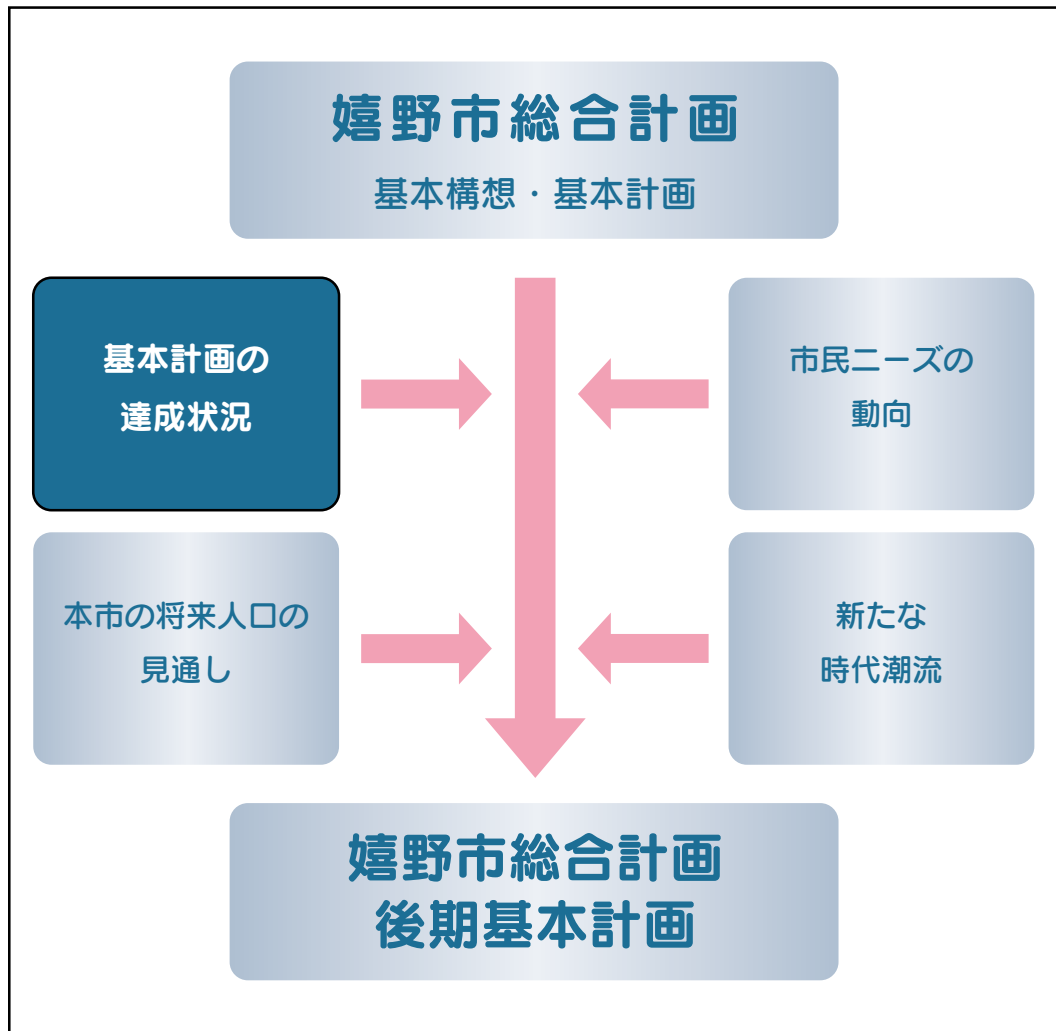 嬉野市総合計画
基本構想・基本計画
基本計画の
達成状況
市民ニーズの
動向
本市の将来人口の
見通し
新たな
時代潮流
嬉野市総合計画
後期基本計画